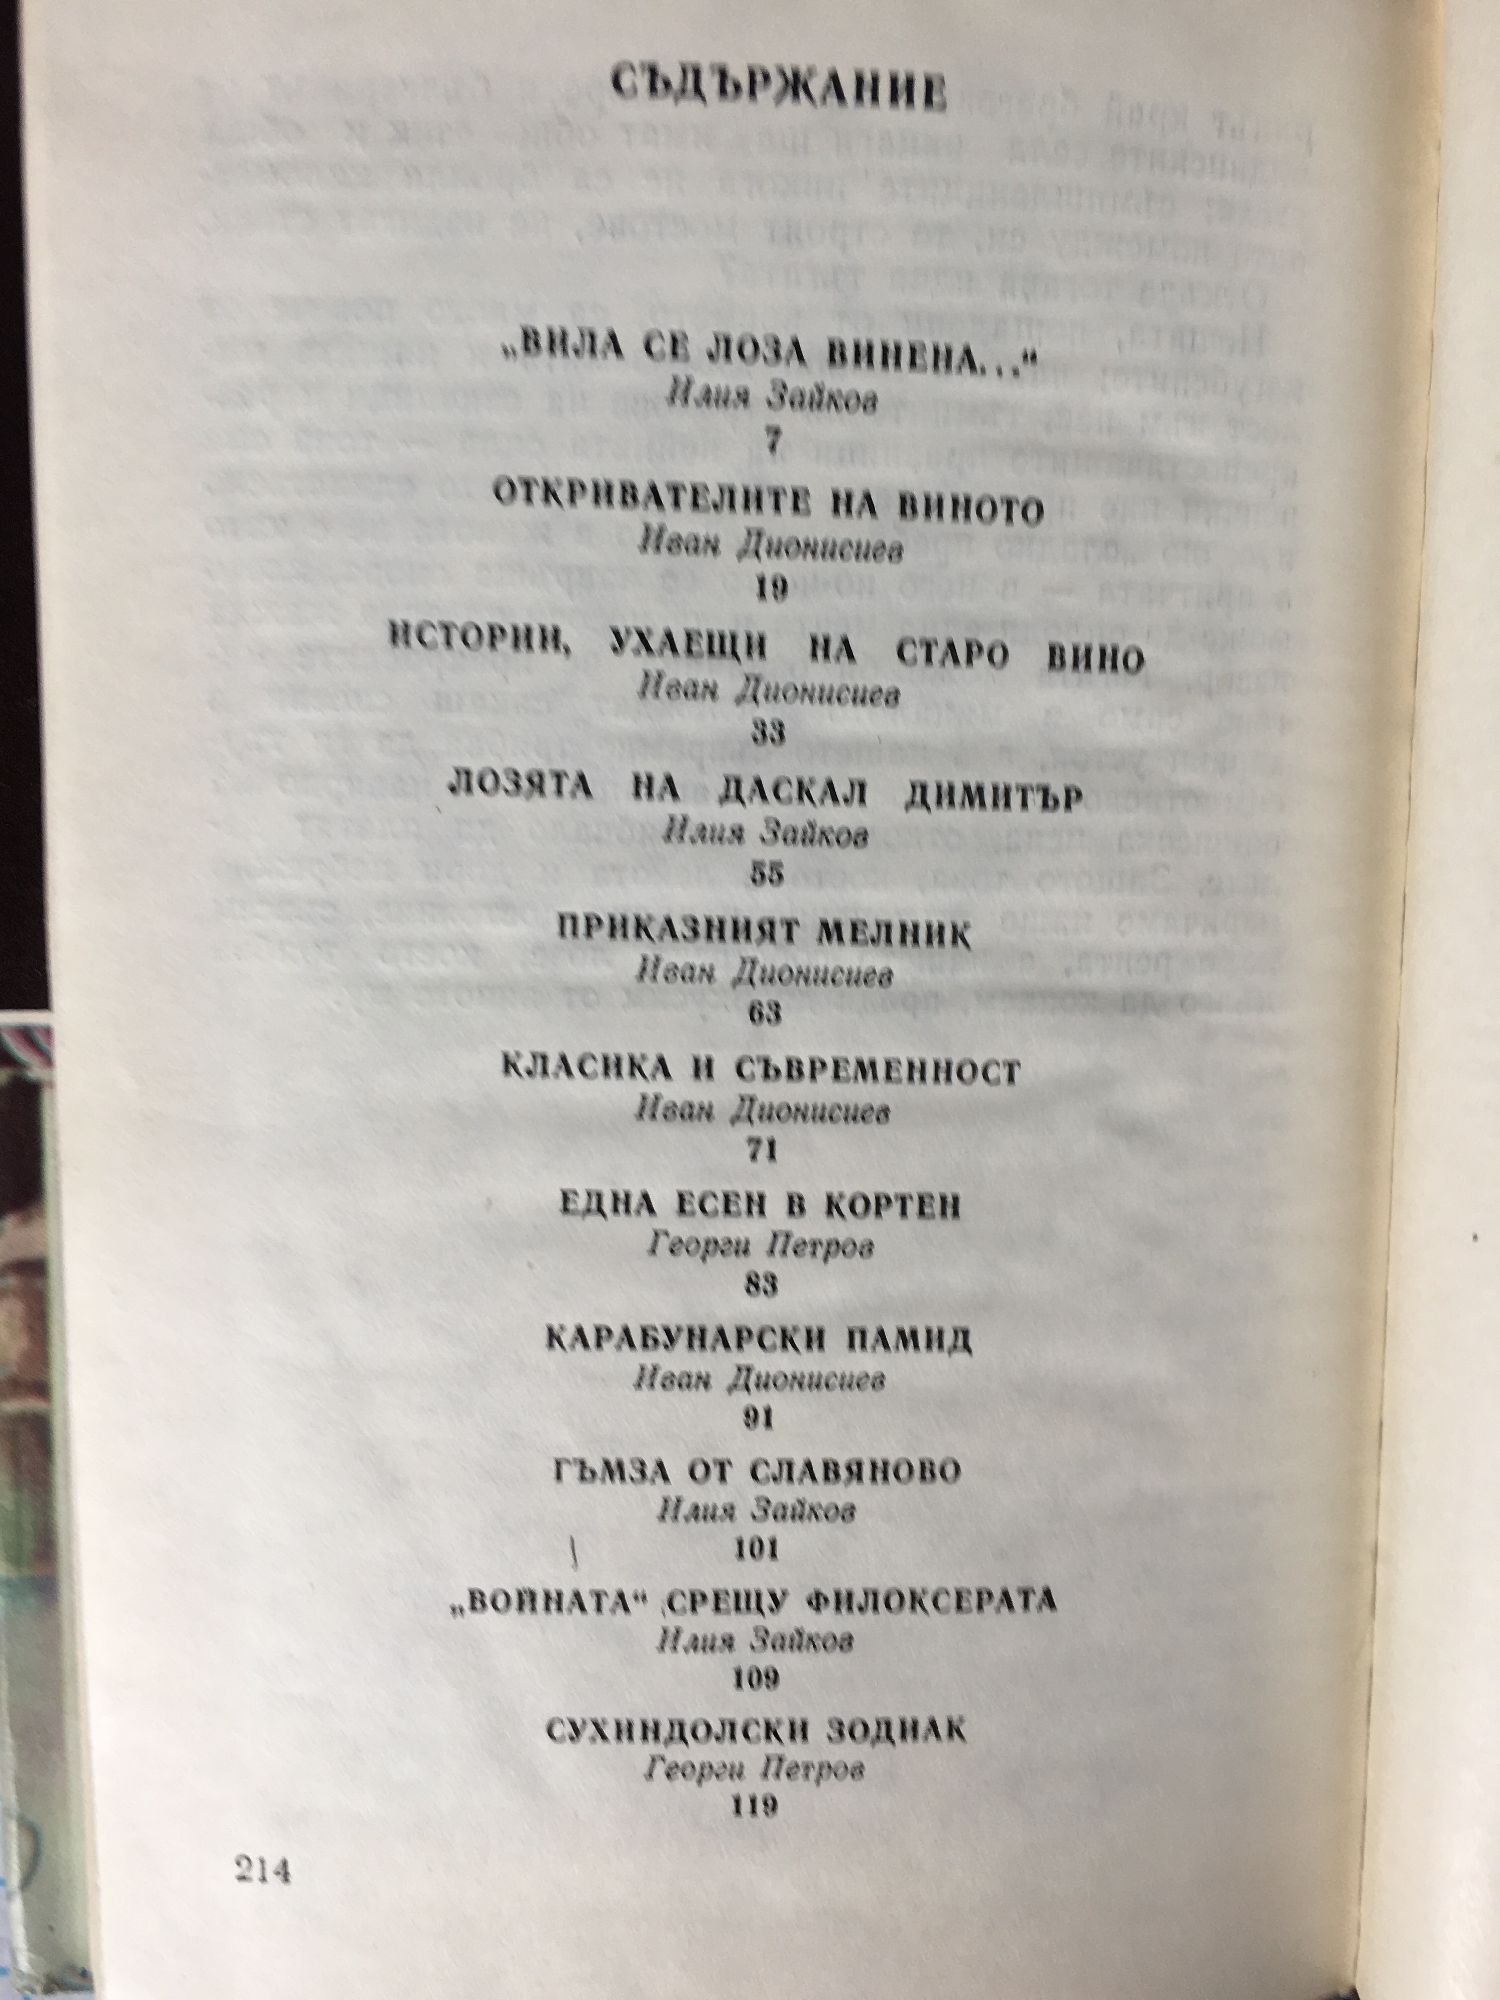 СЪДЪРЖАНИЕ
„ВИЛА СЕ ЛОЗА ВИНЕНА..."
Илия Зайков
7
ОТКРИВАТЕЛИТЕ НА ВИНОТО
Иван Дионисиев
19
ИСТОРИИ, УХАЕЩИ НА СТАРО ВИНО
Иван Дионисиев
33
ЛОЗЯТА НА ДАСКАЛ ДИМИТЪР
Илия Зайков
55
ПРИКАЗНИЯТ МЕЛНИК
Иван Дионисиев
63
КЛАСИКА И СЪВРЕМЕННОСТ
Иван Дионисиев
71
ЕДНА ЕСЕН В КОРТЕН
Георги Петров
83
КАРАБУНАРСКИ ПАМИД
Иван Дионисиев
91
ГЪМЗА ОТ СЛАВЯНОВО
Илия Зайков
101
„ВОЙНАТА" СРЕЩУ ФИЛОКСЕРАТА
Илия Зайков
109
СУХИНДОЛСКИ ЗОДИАК
Георги Петров
119
214